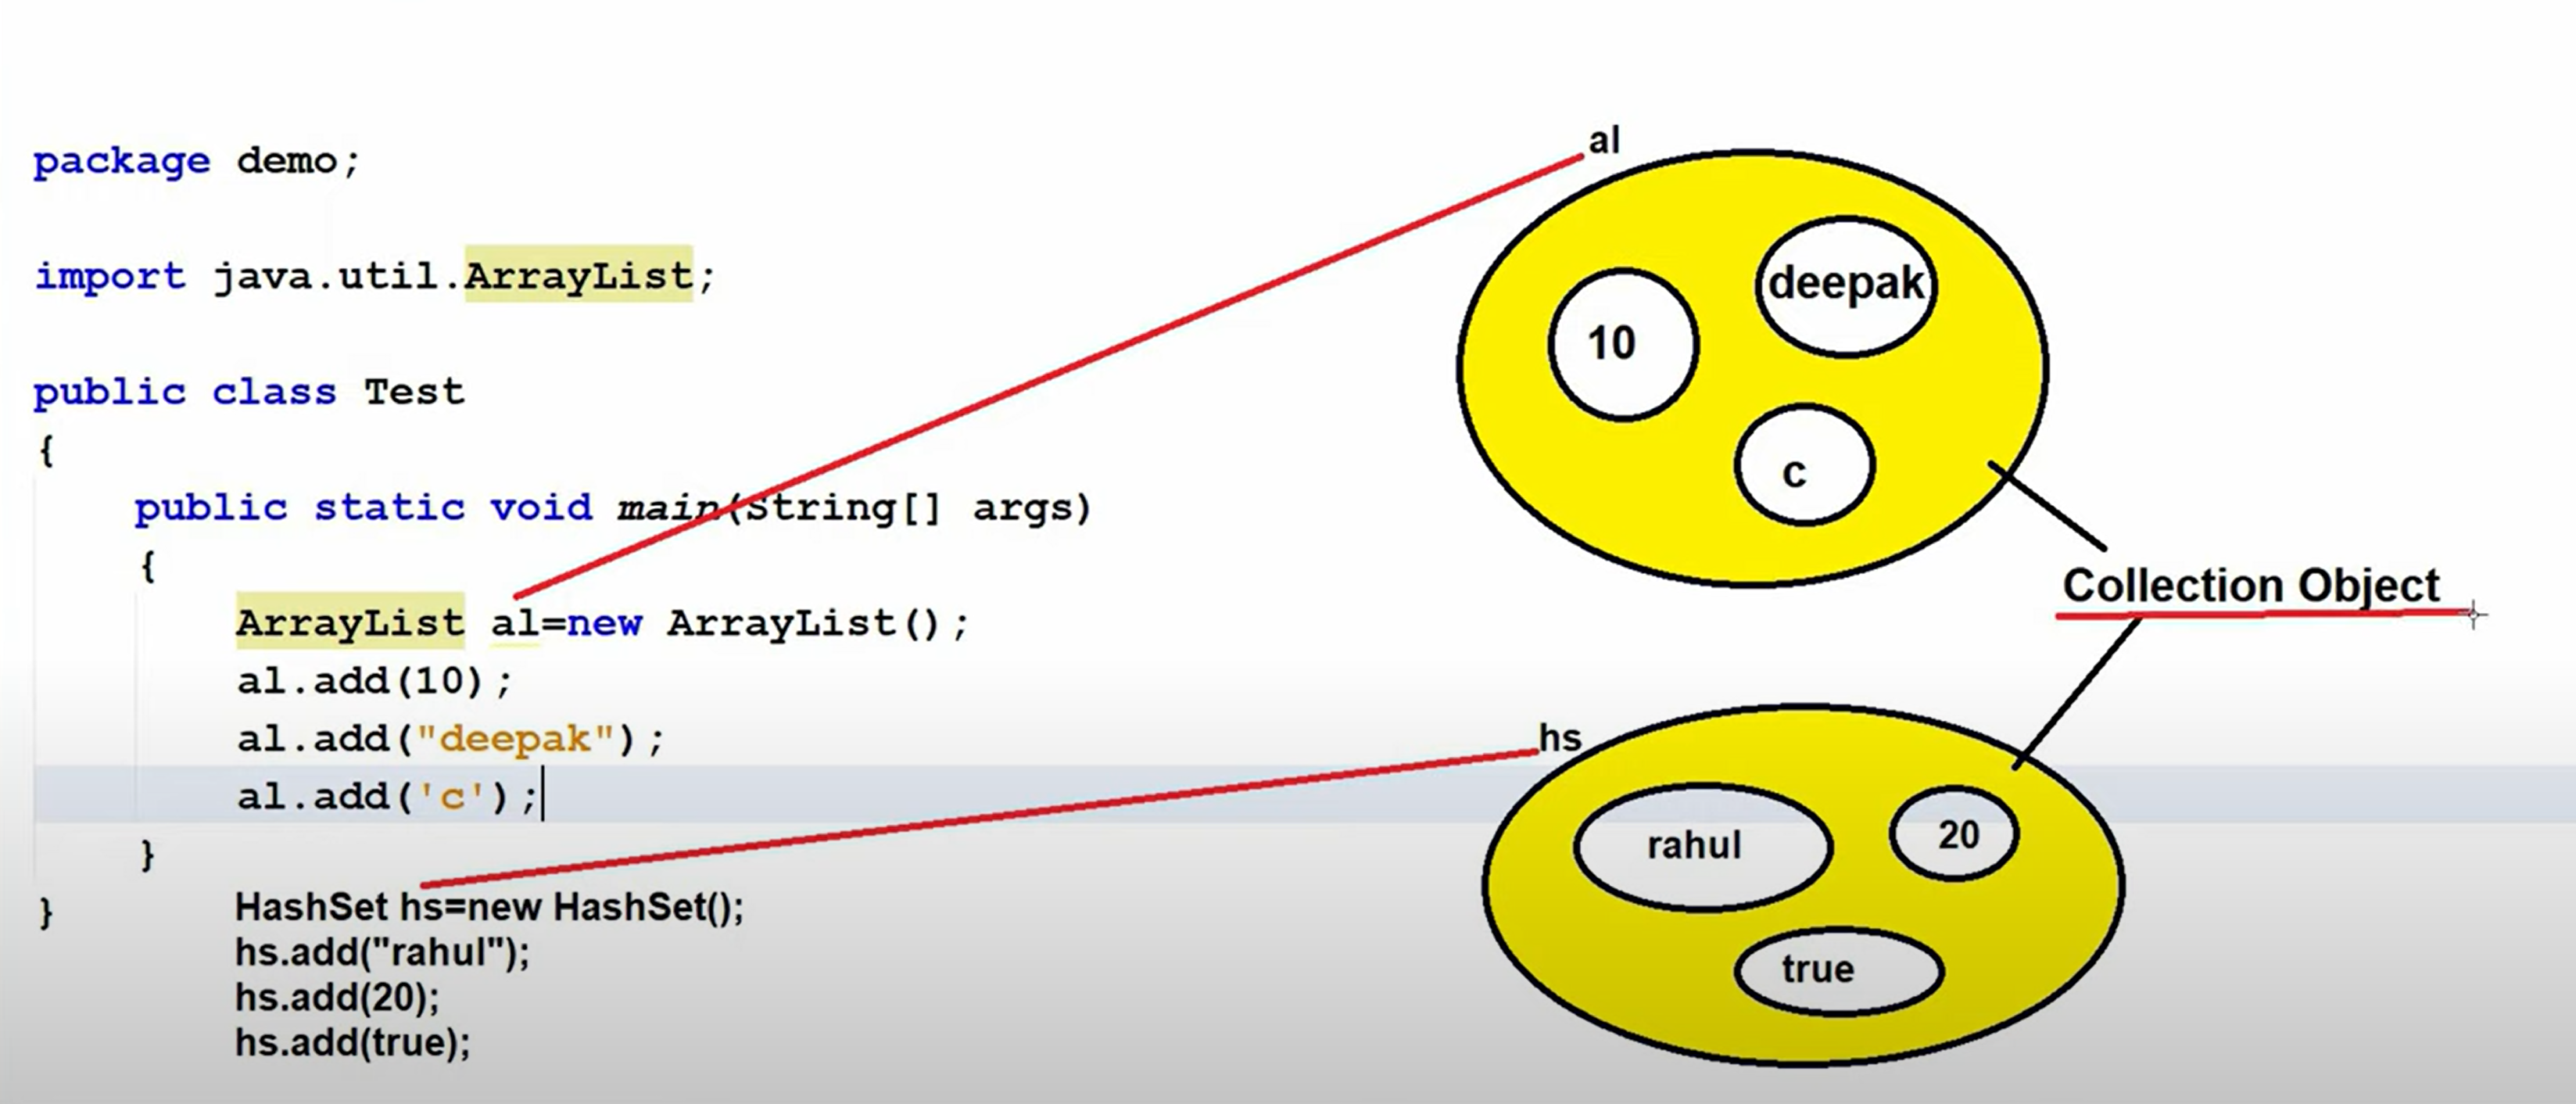 package demo;
import java.util.ArrayList;
public class Test
{
public static void main(String[] args)
{
ArrayList al=new ArrayList();
al.add(10);
al.add("deepak");
al.add('c');
}
}
HashSet hs=new HashSet();
hs.add("rahul");
hs.add(20);
hs.add(true);
al
deepak
10
c
Collection Object
hs
rahul
20
true